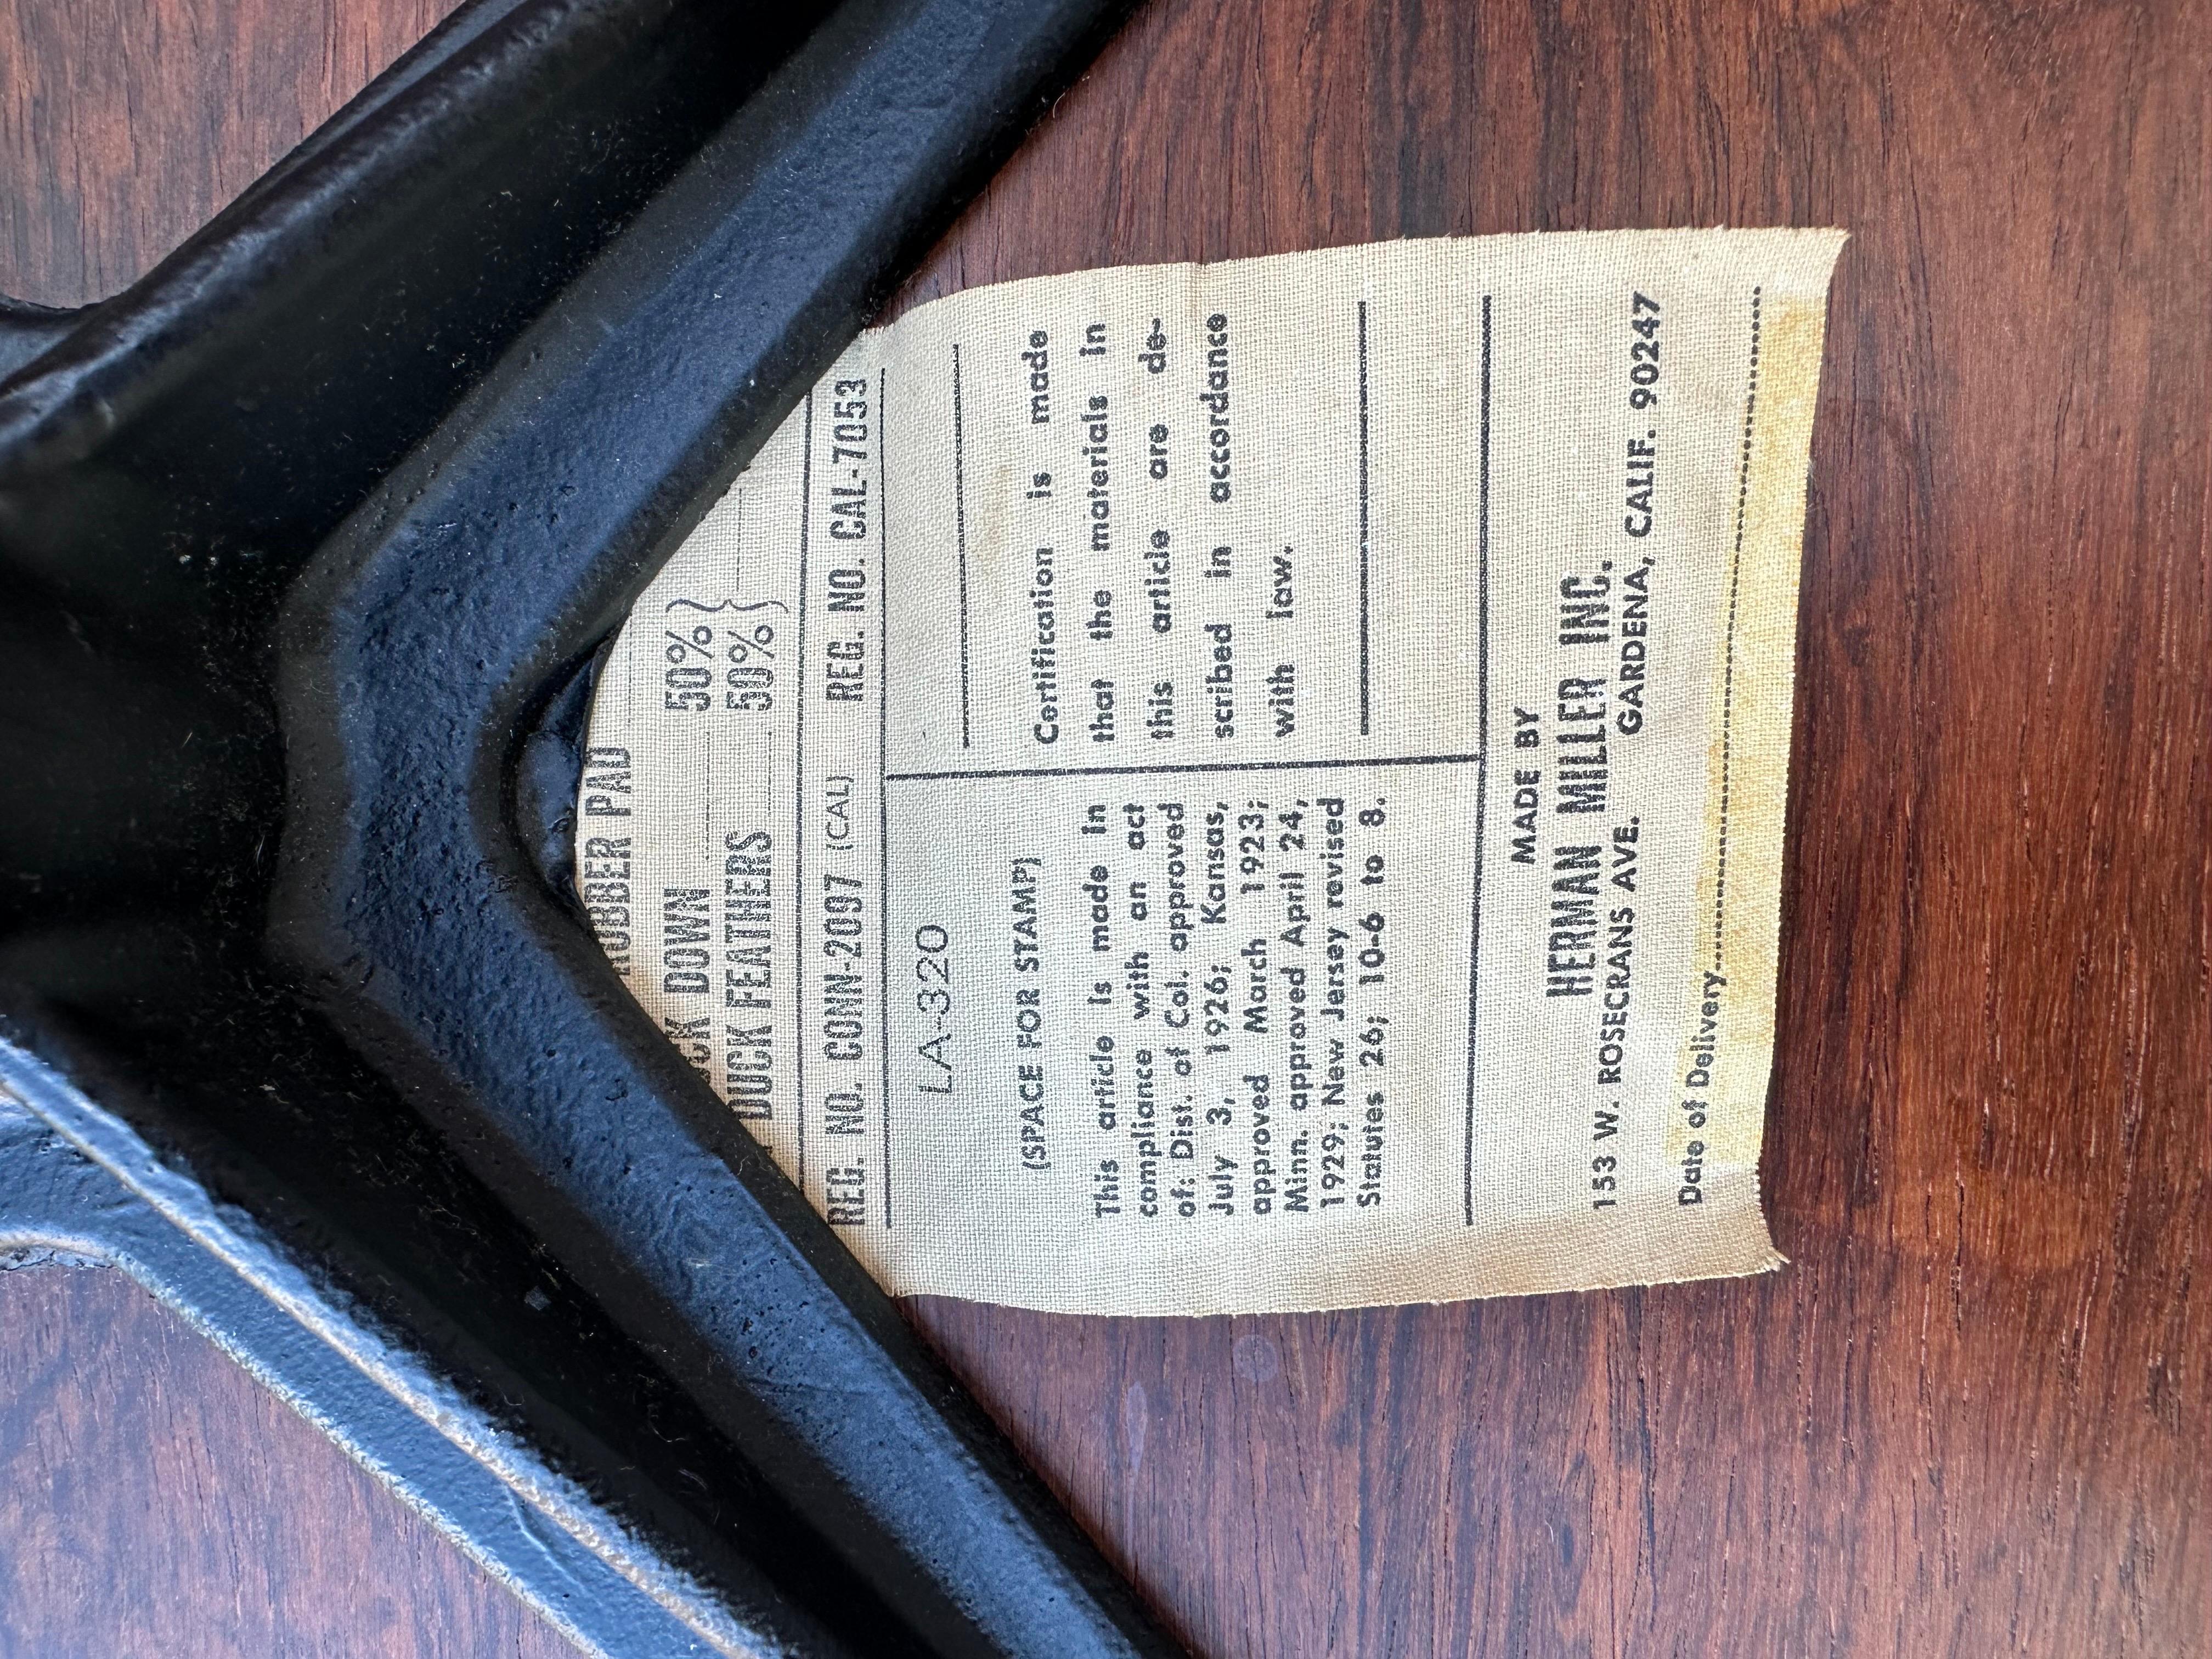 RUBBER PAD
DOWN 50%
DUCK FEATHERS 50%
REG. NO. CONN-2097 (CAL) REG. NO. CAL-7053
LA-320
(SPACE FOR STAMP)
This article is made in
compliance with an act
of: Dist. of Col. approved
July 3, 1926; Kansas,
approved March 1923;
Minn. approved April 24,
1929; New Jersey revised
Statutes 26; 10-6 to 8.
Certification is made
that the materials in
this article are de-
scribed in accordance
with law.
MADE BY
HERMAN MILLER INC.
153 W. ROSECRANS AVE. GARDENA, CALIF. 90247
Date of Delivery